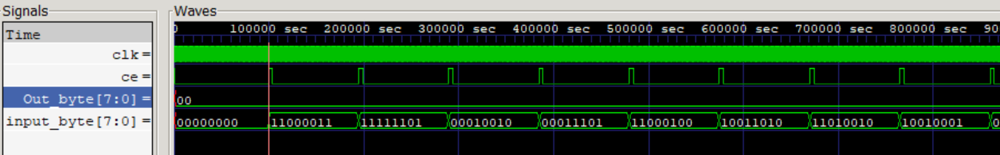 Signals Waves
Time 0 100000 sec 200000 sec 300000 sec 400000 sec 500000 sec 600000 sec 700000 sec 800000 sec 90
clk=
ce=
Out_byte[7:0]= 00
input_byte[7:0]= 00000000 11000011 11111101 00010010 00011101 11000100 10011010 11010010 10010001 0